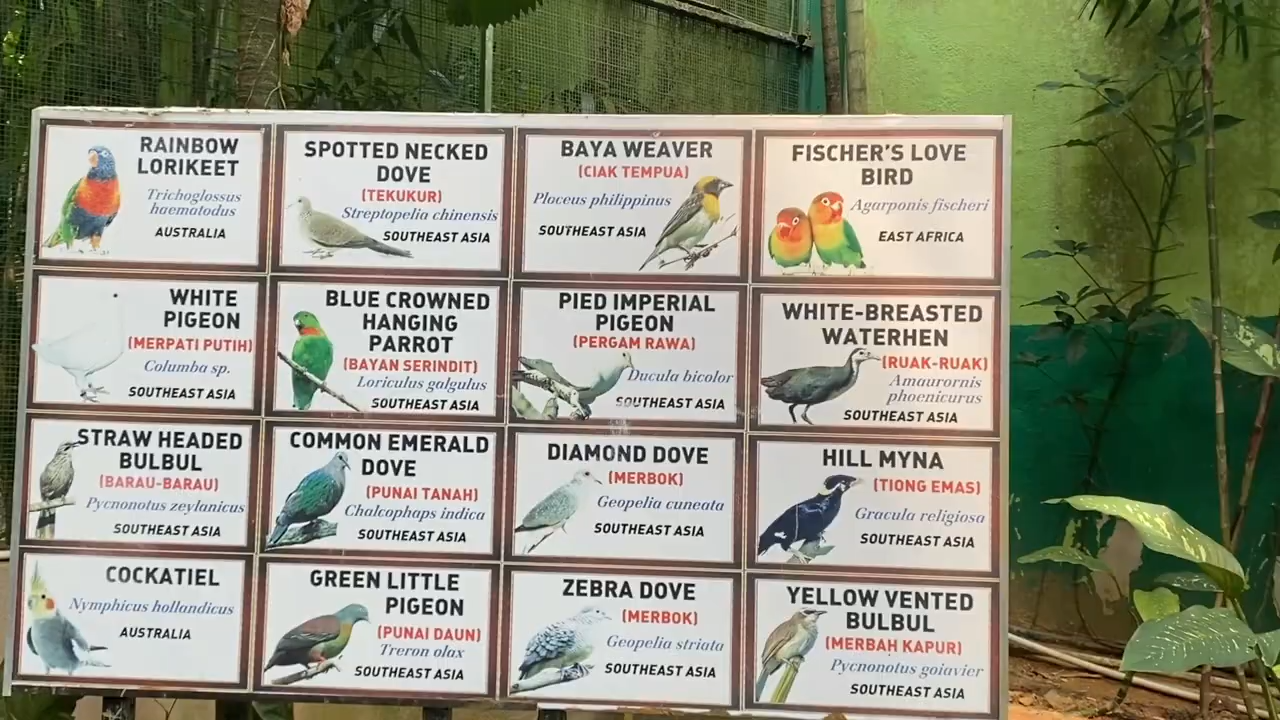 RAINBOW
LORIKEET
Trichoglossus
haematodus
AUSTRALIA
SPOTTED NECKED
DOVE
(TEKUKUR)
Streptopelia chinensis
SOUTHEAST ASIA
BAYA WEAVER
(CIAK TEMPUA)
Ploceus philippinus
SOUTHEAST ASIA
FISCHER'S LOVE
BIRD
Agarponis fischeri
EAST AFRICA
WHITE
PIGEON
(MERPATI PUTIH)
Columba sp.
SOUTHEAST ASIA
BLUE CROWNED
HANGING
PARROT
(BAYAN SERINDIT)
Loriculus galgulus
SOUTHEAST ASIA
PIED IMPERIAL
PIGEON
(PERGAM RAWA)
Ducula bicolor
SOUTHEAST ASIA
WHITE-BREASTED
WATERHEN
(RUAK-RUAK)
Amaurornis
phoenicurus
SOUTHEAST ASIA
STRAW HEADED
BULBUL
(BARAU-BARAU)
Pycnonotus zeylanicus
SOUTHEAST ASIA
COMMON EMERALD
DOVE
(PUNAI TANAH)
Chalcophaps indica
SOUTHEAST ASIA
DIAMOND DOVE
(MERBOK)
Geopelia cuneata
SOUTHEAST ASIA
HILL MYNA
(TIONG EMAS)
Gracula religiosa
SOUTHEAST ASIA
COCKATIEL
Nymphicus hollandicus
AUSTRALIA
GREEN LITTLE
PIGEON
(PUNAI DAUN)
Treron olax
SOUTHEAST ASIA
ZEBRA DOVE
(MERBOK)
Geopelia striata
SOUTHEAST ASIA
YELLOW VENTED
BULBUL
(MERBAH KAPUR)
Pycnonotus goiavier
SOUTHEAST ASIA